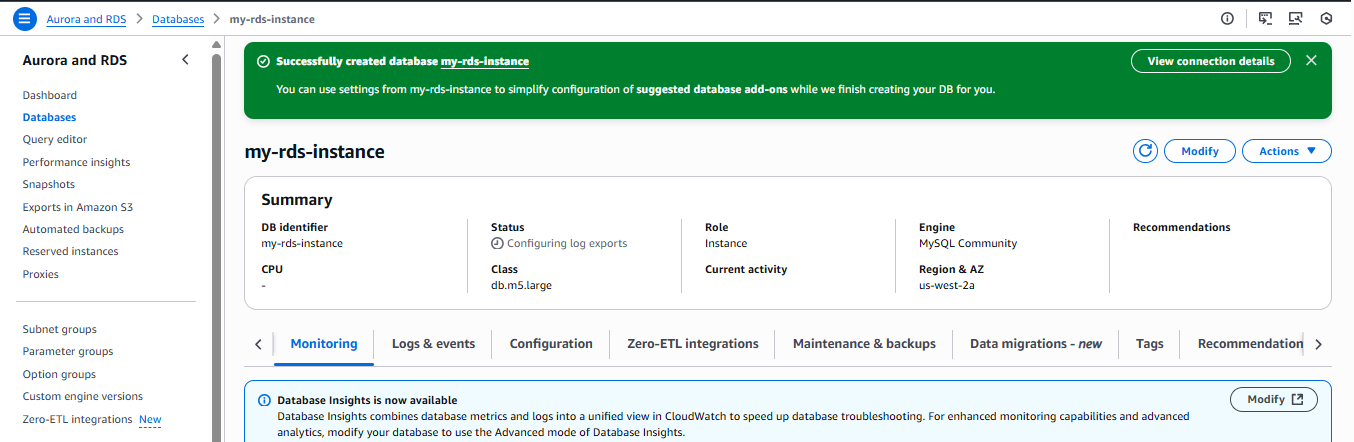 Aurora and RDS > Databases > my-rds-instance
Aurora and RDS
Dashboard
Databases
Query editor
Performance insights
Snapshots
Exports in Amazon S3
Automated backups
Reserved instances
Proxies
Subnet groups
Parameter groups
Option groups
Custom engine versions
Zero-ETL integrations New
Successfully created database my-rds-instance
View connection details
You can use settings from my-rds-instance to simplify configuration of suggested database add-ons while we finish creating your DB for you.
my-rds-instance
Modify
Actions
Summary
DB identifier
my-rds-instance
CPU
-
Status
Configuring log exports
Class
db.m5.large
Role
Instance
Current activity
Engine
MySQL Community
Region & AZ
us-west-2a
Recommendations
Monitoring
Logs & events
Configuration
Zero-ETL integrations
Maintenance & backups
Data migrations - new
Tags
Recommendation
Database Insights is now available
Modify
Database Insights combines database metrics and logs into a unified view in CloudWatch to speed up database troubleshooting. For enhanced monitoring capabilities and advanced
analytics, modify your database to use the Advanced mode of Database Insights.